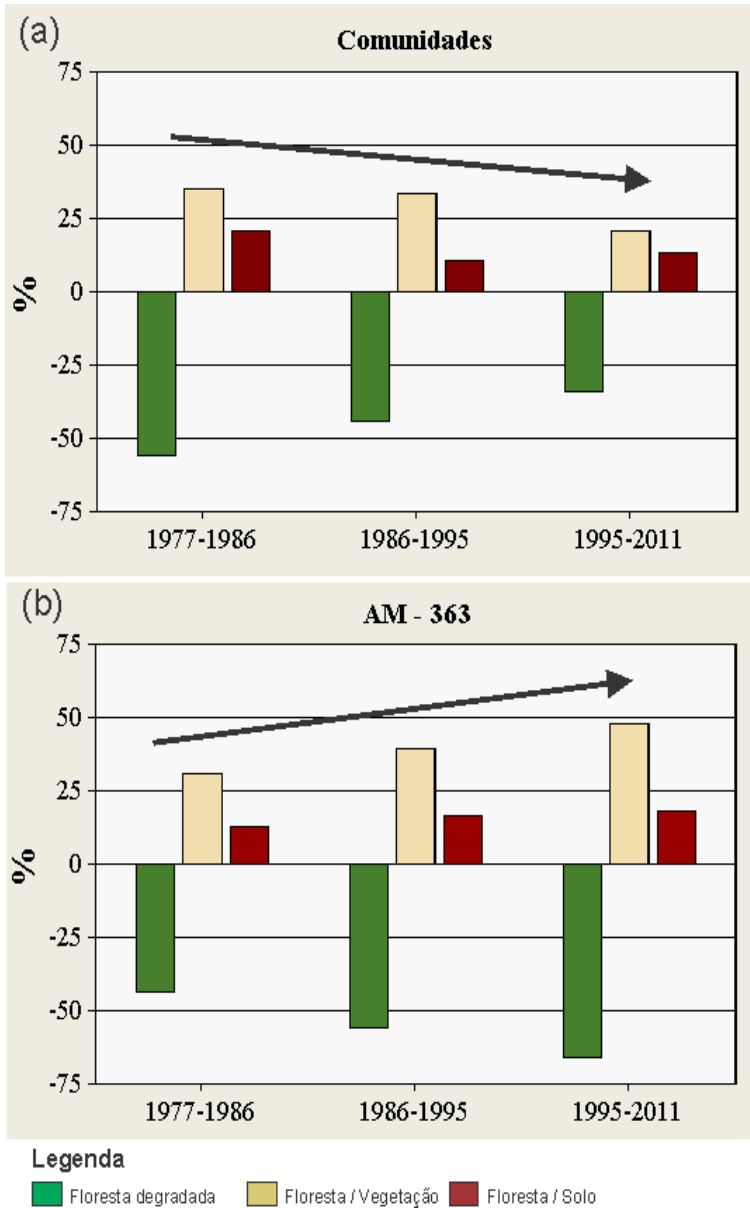 (a)
Comunidades
75
50
25
0
-25
-50
-75
%
1977-1986 1986-1995 1995-2011
(b)
AM - 363
75
50
25
0
-25
-50
-75
%
1977-1986 1986-1995 1995-2011
Legenda
Floresta degradada Floresta / Vegetação Floresta / Solo